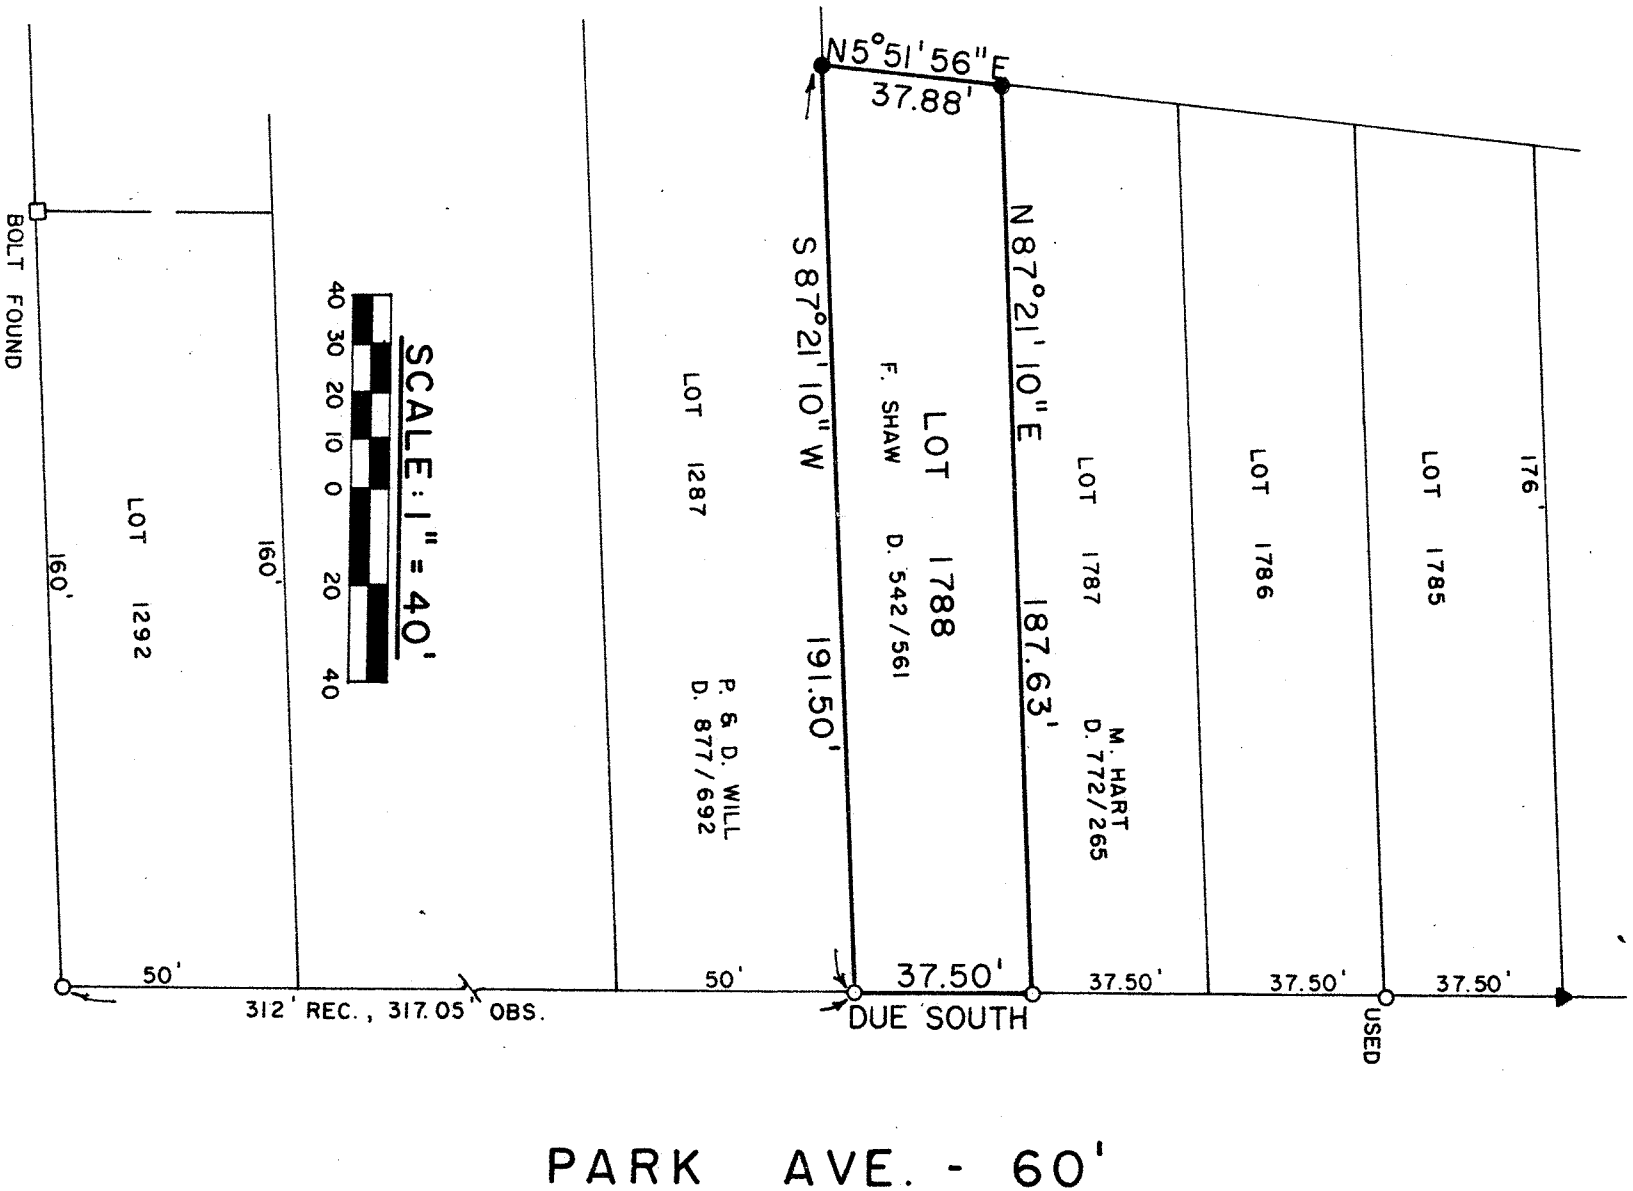 N5°51'56"E
37.88'
BOLT FOUND
S 87°21'10" W
191.50'
N 87°21'10"E
187.63'
LOT 1788
F. SHAW D. 542/561
LOT 1787
M. HART
D. 772/265
LOT 1786
LOT 1785
176'
LOT 1287
P. & D. WILL
D. 877/692
SCALE: 1" = 40'
40 30 20 10 0 20 40
160'
LOT 1292
160'
50'
50'
37.50'
37.50'
37.50'
37.50'
312' REC., 317.05' OBS.
DUE SOUTH
USED
PARK AVE. - 60'